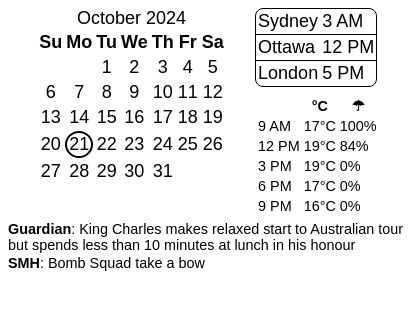 October 2024
Su Mo Tu We Th Fr Sa
1 2 3 4 5
6 7 8 9 10 11 12
13 14 15 16 17 18 19
20 21 22 23 24 25 26
27 28 29 30 31
Sydney 3 AM
Ottawa 12 PM
London 5 PM
°C ☂
9 AM 17°C 100%
12 PM 19°C 84%
3 PM 19°C 0%
6 PM 17°C 0%
9 PM 16°C 0%
Guardian: King Charles makes relaxed start to Australian tour
but spends less than 10 minutes at lunch in his honour
SMH: Bomb Squad take a bow